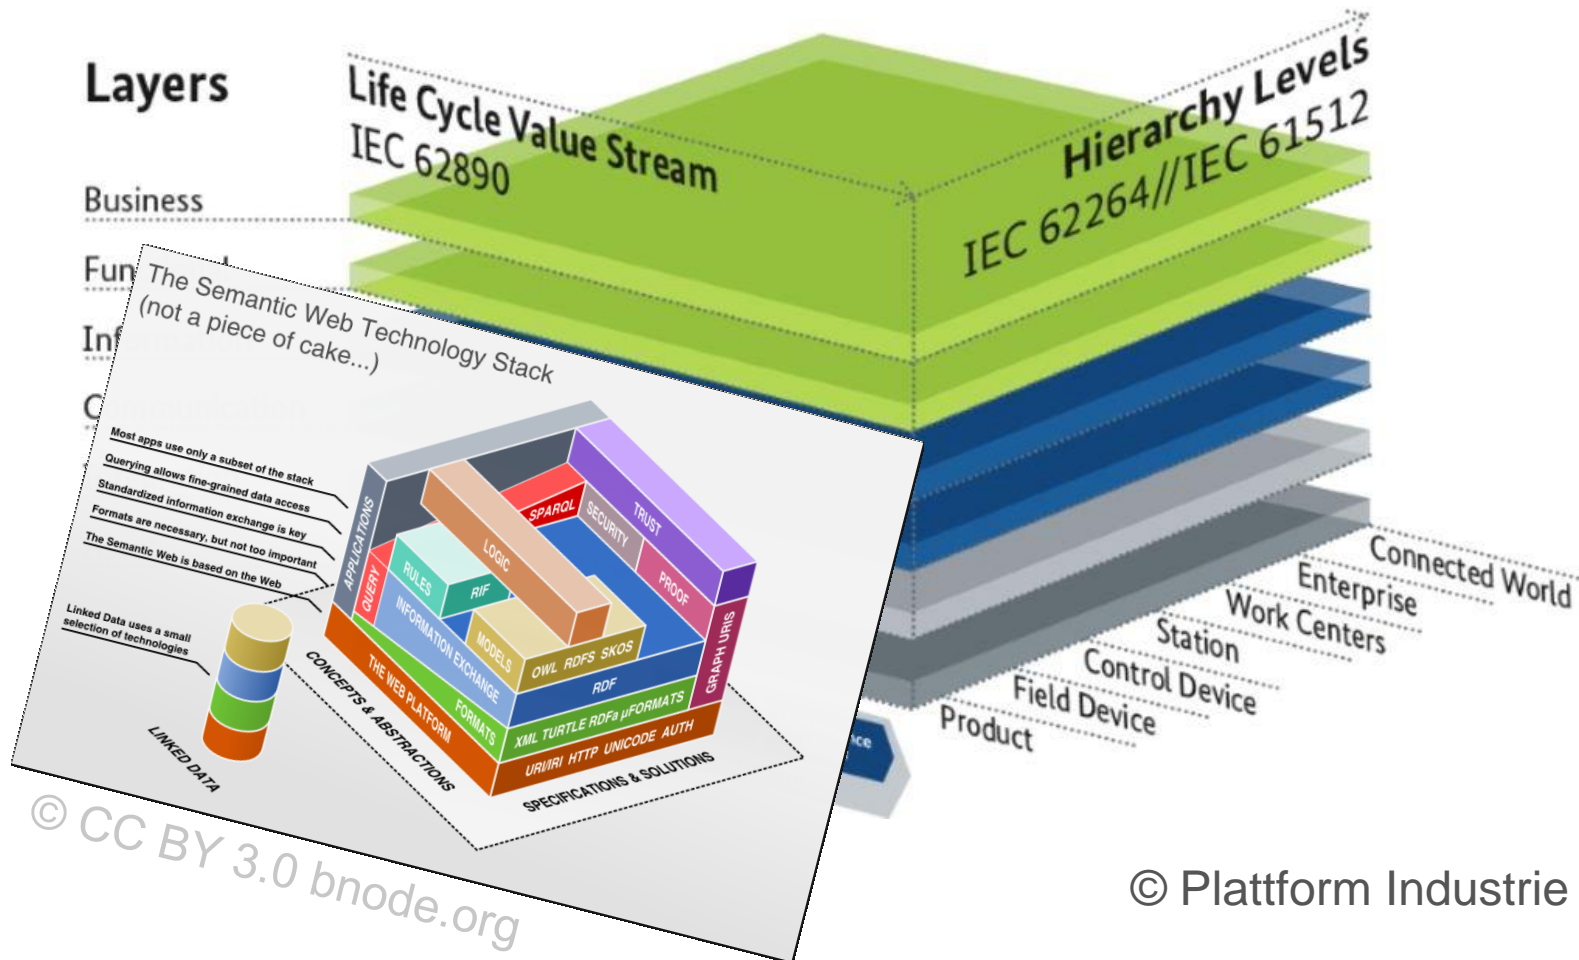 Layers
Life Cycle Value Stream
IEC 62890
Hierarchy Levels
IEC 62264//IEC 61512
Business
The Semantic Web Technology Stack
(not a piece of cake...)
Most apps use only a subset of the stack
Querying allows fine-grained data access
Standardized information exchange is key
Formats are necessary, but not too important
The Semantic Web is based on the Web
Linked Data uses a small
selection of technologies
LINKED DATA
APPLICATIONS
QUERY
RULES
RIF
LOGIC
SPARQL
SECURITY
TRUST
PROOF
INFORMATION EXCHANGE
MODELS
OWL RDFS SKOS
RDF
GRAPH URIS
FORMATS
XML TURTLE RDFa µFORMATS
THE WEB PLATFORM
URI/IRI HTTP UNICODE AUTH
CONCEPTS & ABSTRACTIONS
SPECIFICATIONS & SOLUTIONS
Connected World
Enterprise
Work Centers
Station
Control Device
Field Device
Product
© CC BY 3.0 bnode.org
© Plattform Industrie